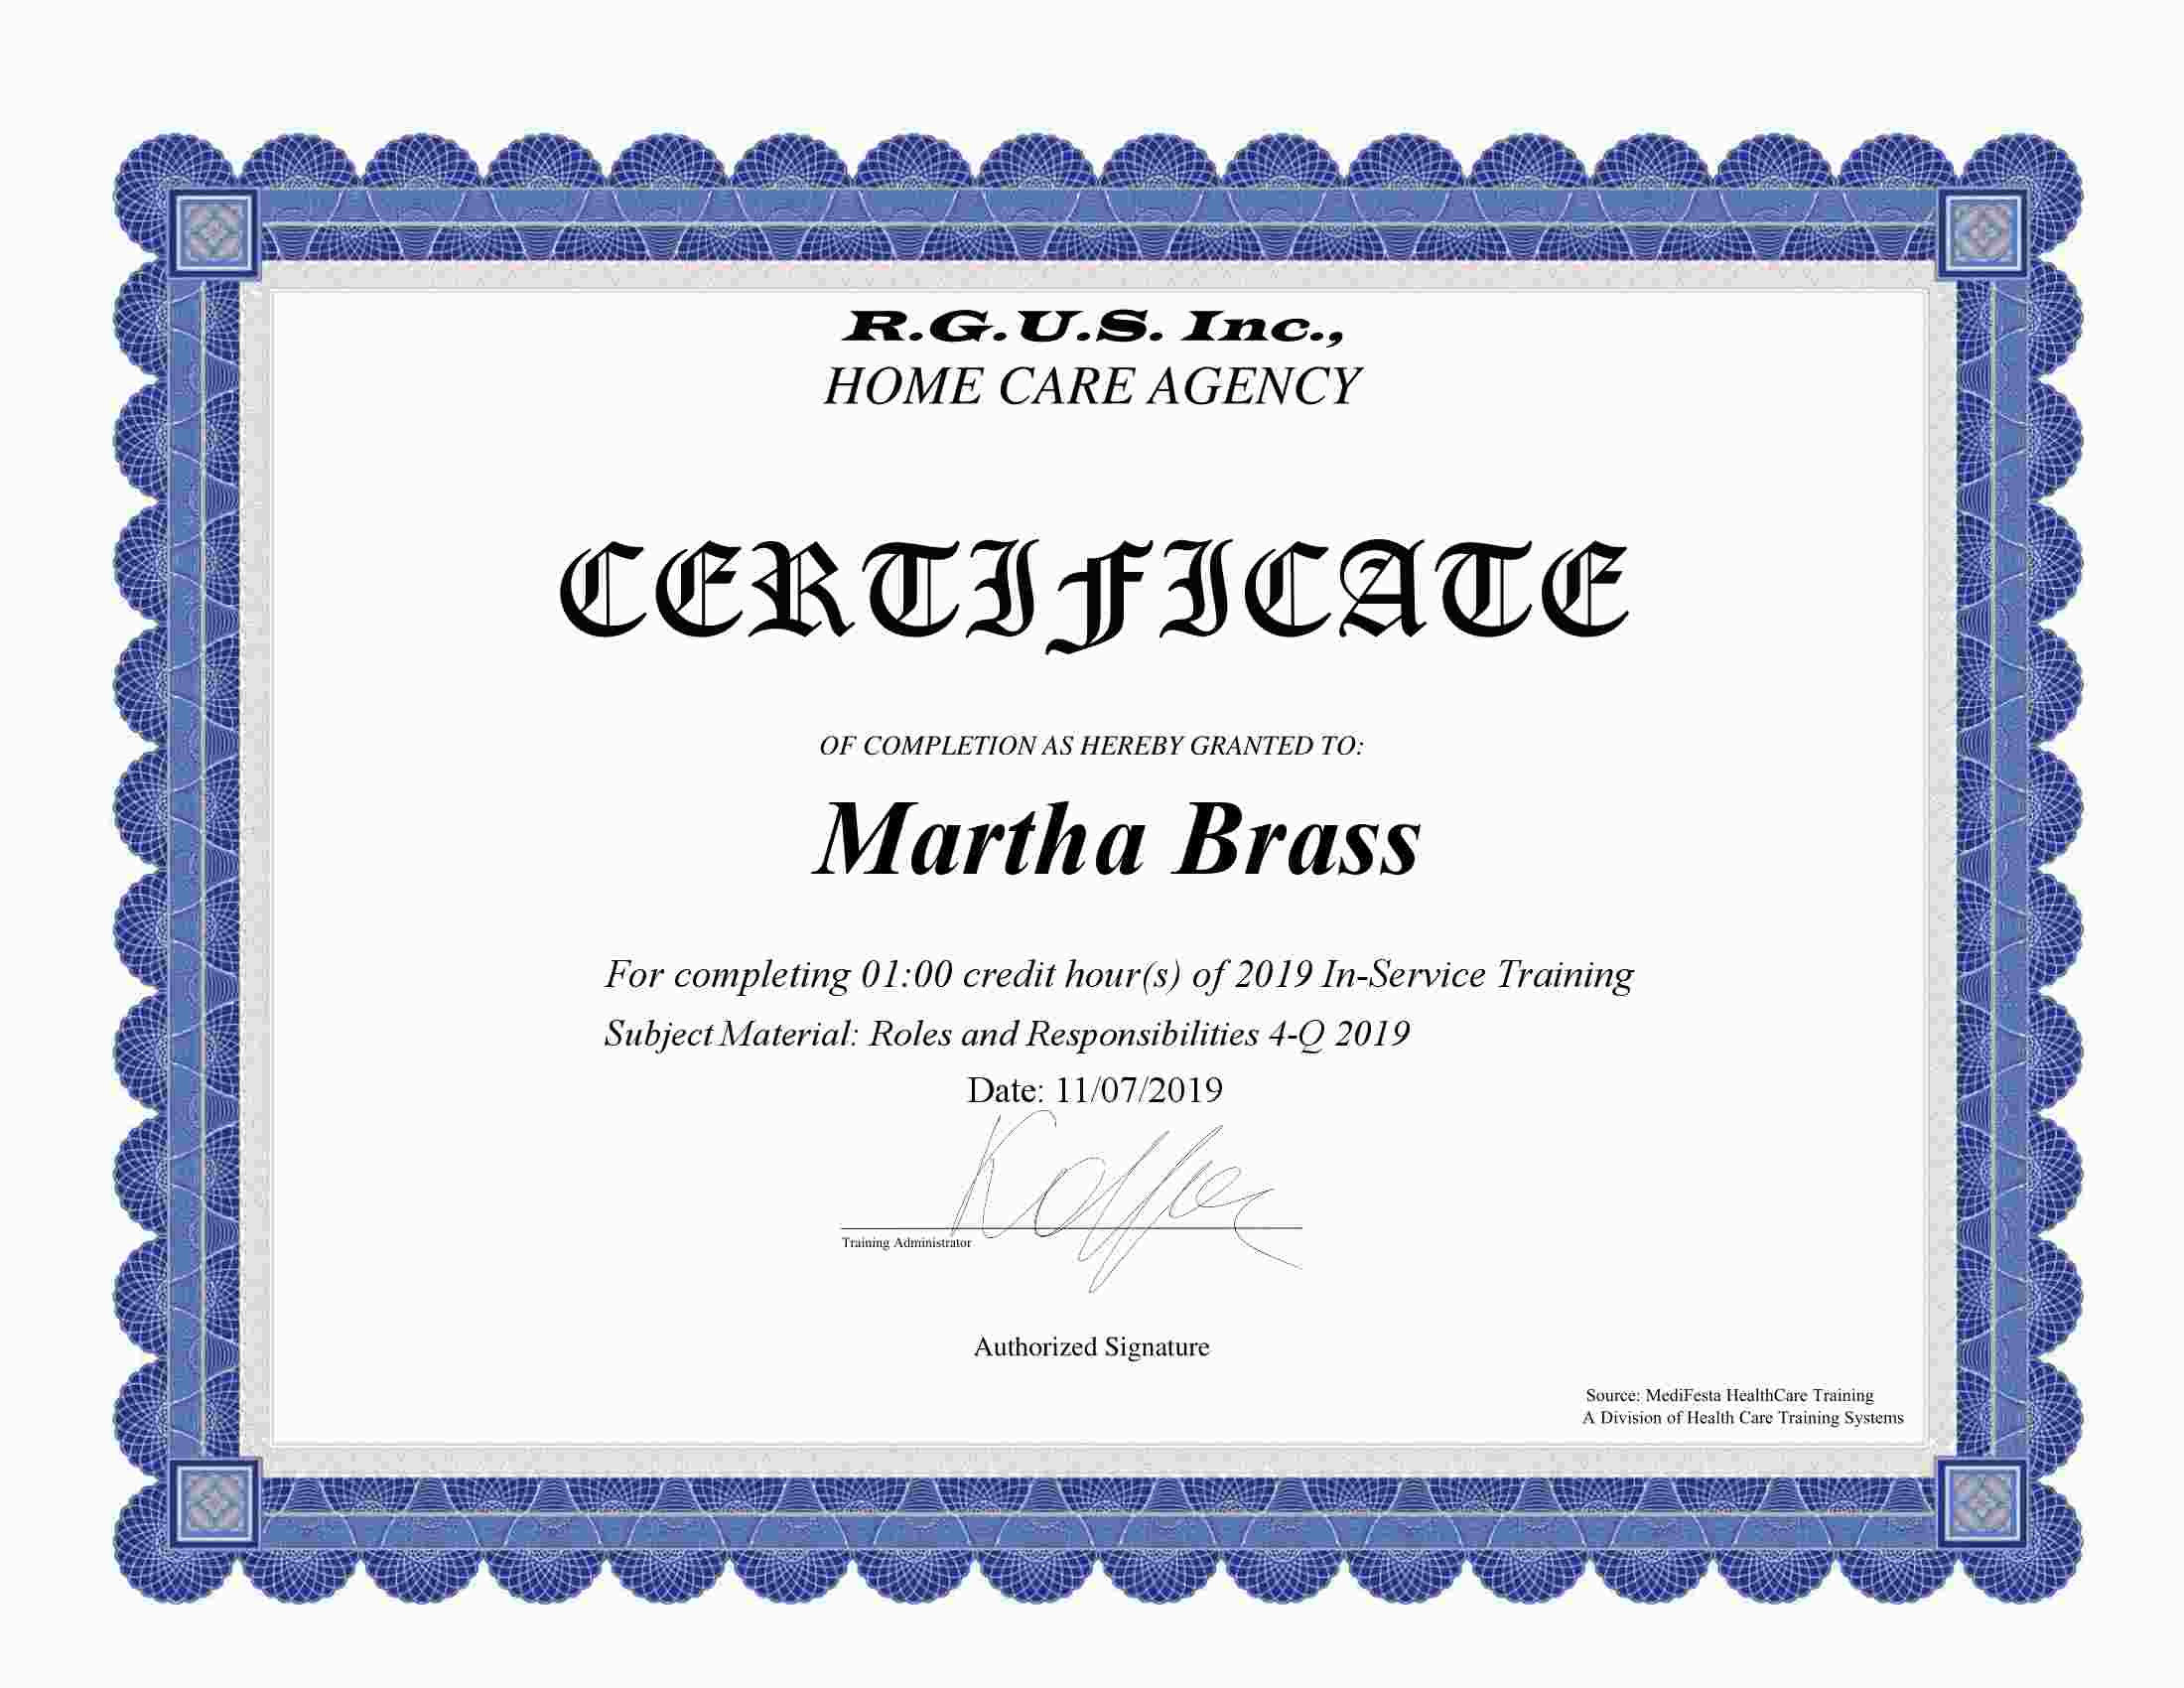 R.G.U.S. Inc.,
HOME CARE AGENCY
CERTIFICATE
OF COMPLETION AS HEREBY GRANTED TO:
Martha Brass
For completing 01:00 credit hour(s) of 2019 In-Service Training
Subject Material: Roles and Responsibilities 4-Q 2019
Date: 11/07/2019
Training Administrator
Authorized Signature
Source: MediFesta HealthCare Training
A Division of Health Care Training Systems